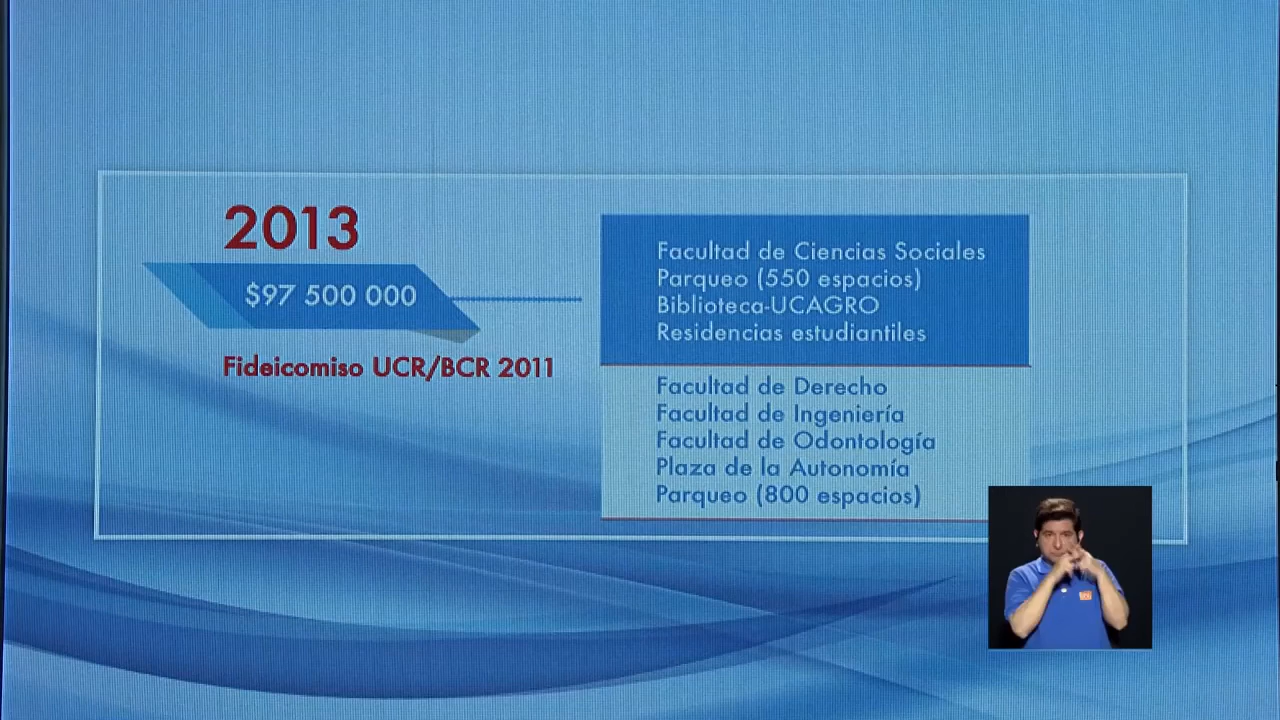 2013
$97 500 000
Fideicomiso UCR/BCR 2011
Facultad de Ciencias Sociales
Parqueo (550 espacios)
Biblioteca-UCAGRO
Residencias estudiantiles
Facultad de Derecho
Facultad de Ingeniería
Facultad de Odontología
Plaza de la Autonomía
Parqueo (800 espacios)